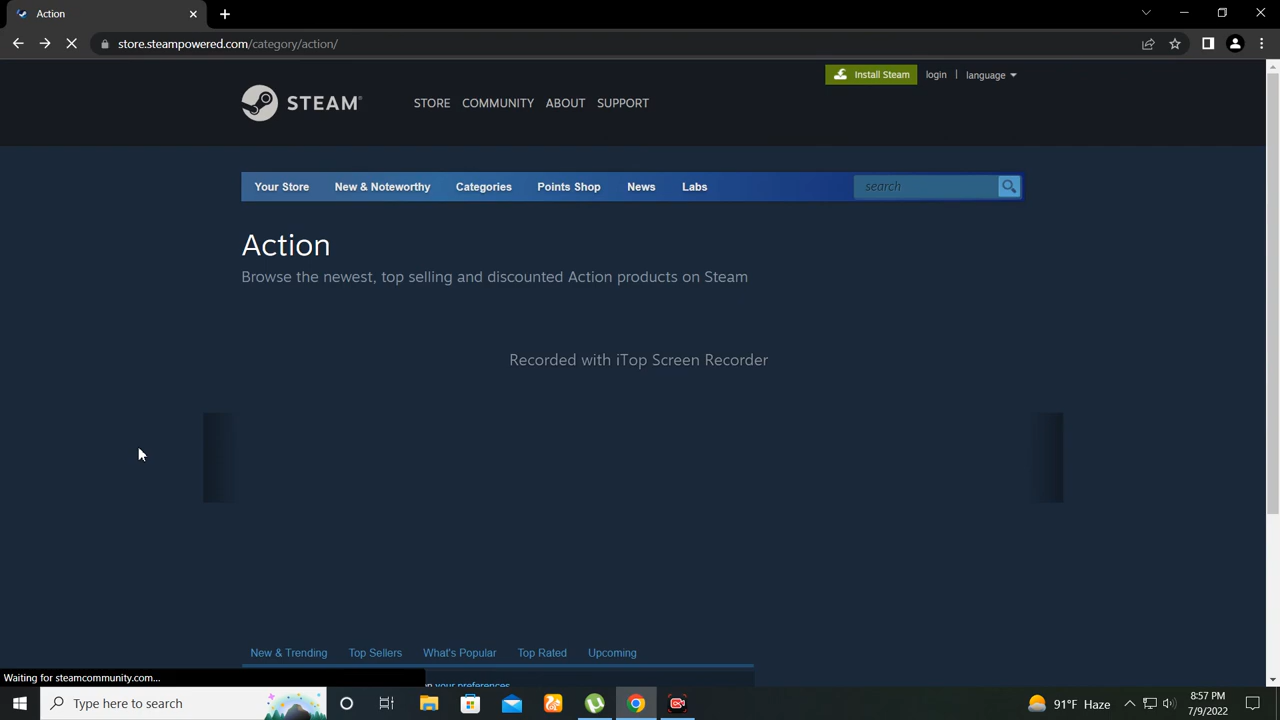 Action
store.steampowered.com/category/action/
Install Steam
login
language
STEAM
STORE
COMMUNITY
ABOUT
SUPPORT
Your Store
New & Noteworthy
Categories
Points Shop
News
Labs
search
Action
Browse the newest, top selling and discounted Action products on Steam
Recorded with iTop Screen Recorder
New & Trending
Top Sellers
What's Popular
Top Rated
Upcoming
your preferences
Waiting for steamcommunity.com...
Type here to search
91°F Haze
8:57 PM
7/9/2022